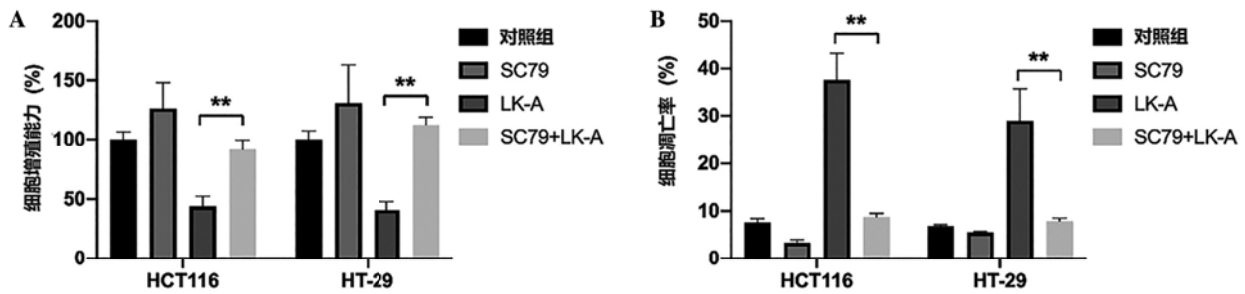 A
细胞增殖能力 (%)
200
150
100
50
0
**
**
HCT116
HT-29
对照组
SC79
LK-A
SC79+LK-A
B
细胞凋亡率 (%)
50
40
30
20
10
0
**
**
HCT116
HT-29
对照组
SC79
LK-A
SC79+LK-A